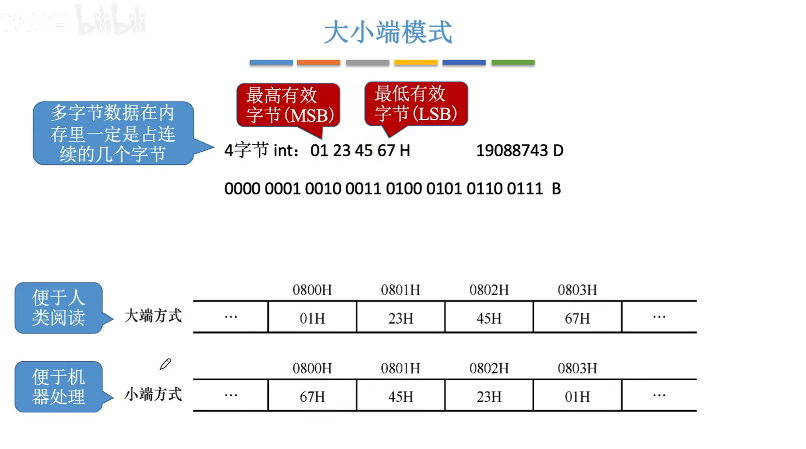 bilibili
大小端模式
多字节数据在内
存里一定是占连
续的几个字节
最高有效
字节(MSB)
最低有效
字节(LSB)
4字节 int：01 23 45 67 H 19088743 D
0000 0001 0010 0011 0100 0101 0110 0111 B
便于人
类阅读
0800H 0801H 0802H 0803H
大端方式 … 01H 23H 45H 67H …
便于机
器处理
0800H 0801H 0802H 0803H
小端方式 … 67H 45H 23H 01H …